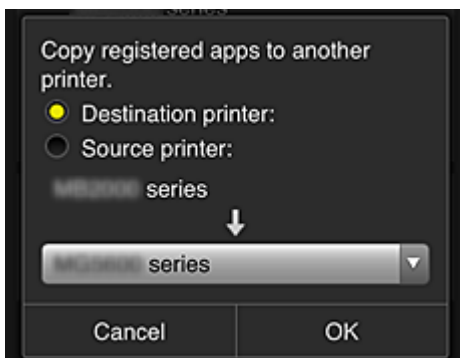 Copy registered apps to another
printer.
Destination printer:
Source printer:
series
series
Cancel
OK